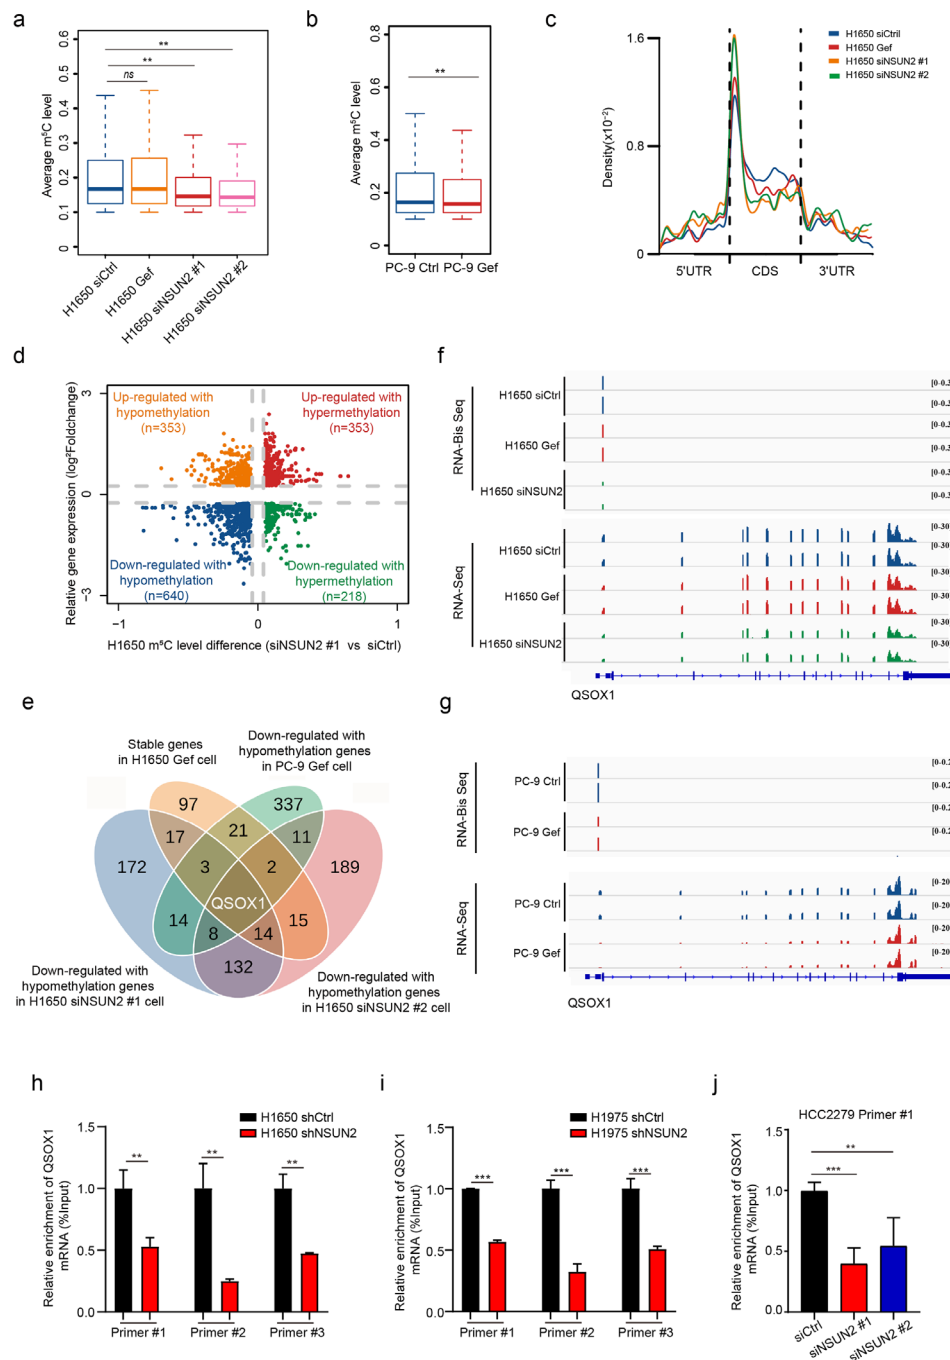 a
Average m⁵C level
0.6
0.5
0.4
0.3
0.2
0.1
0
**
**
ns
H1650 siCtrl
H1650 Gef
H1650 siNSUN2 #1
H1650 siNSUN2 #2
b
Average m⁵C level
0.8
0.6
0.4
0.2
0
**
PC-9 Ctrl PC-9 Gef
c
Density(x10⁻²)
1.6
0.8
0
H1650 siCtril
H1650 Gef
H1650 siNSUN2 #1
H1650 siNSUN2 #2
5'UTR CDS 3'UTR
d
Relative gene expression (log²Foldchange)
3
0
−3
Up-regulated with
hypomethylation
(n=353)
Up-regulated with
hypermethylation
(n=353)
Down-regulated with
hypomethylation
(n=640)
Down-regulated with
hypermethylation
(n=218)
−1 0 1
H1650 m⁵C level difference (siNSUN2 #1 vs siCtrl)
e
Stable genes
in H1650 Gef cell
Down-regulated with
hypomethylation genes
in PC-9 Gef cell
97
337
17
21
11
172
3
2
189
QSOX1
14
15
8
14
132
Down-regulated with
hypomethylation genes
in H1650 siNSUN2 #1 cell
Down-regulated with
hypomethylation genes
in H1650 siNSUN2 #2 cell
f
RNA-Bis Seq
H1650 siCtrl
H1650 Gef
H1650 siNSUN2
RNA-Seq
H1650 siCtrl
H1650 Gef
H1650 siNSUN2
[0-30]
[0-30]
[0-30]
[0-30]
[0-30]
[0-30]
QSOX1
g
RNA-Bis Seq
PC-9 Ctrl
PC-9 Gef
RNA-Seq
PC-9 Ctrl
PC-9 Gef
QSOX1
h
Relative enrichment of QSOX1
mRNA (%Input)
1.5
1.0
0.5
0.0
H1650 shCtrl
H1650 shNSUN2
** ** **
Primer #1 Primer #2 Primer #3
i
Relative enrichment of QSOX1
mRNA (%Input)
1.5
1.0
0.5
0.0
H1975 shCtrl
H1975 shNSUN2
*** *** ***
Primer #1 Primer #2 Primer #3
j
HCC2279 Primer #1
Relative enrichment of QSOX1
mRNA (%Input)
1.5
1.0
0.5
0.0
**
***
siCtrl
siNSUN2 #1
siNSUN2 #2